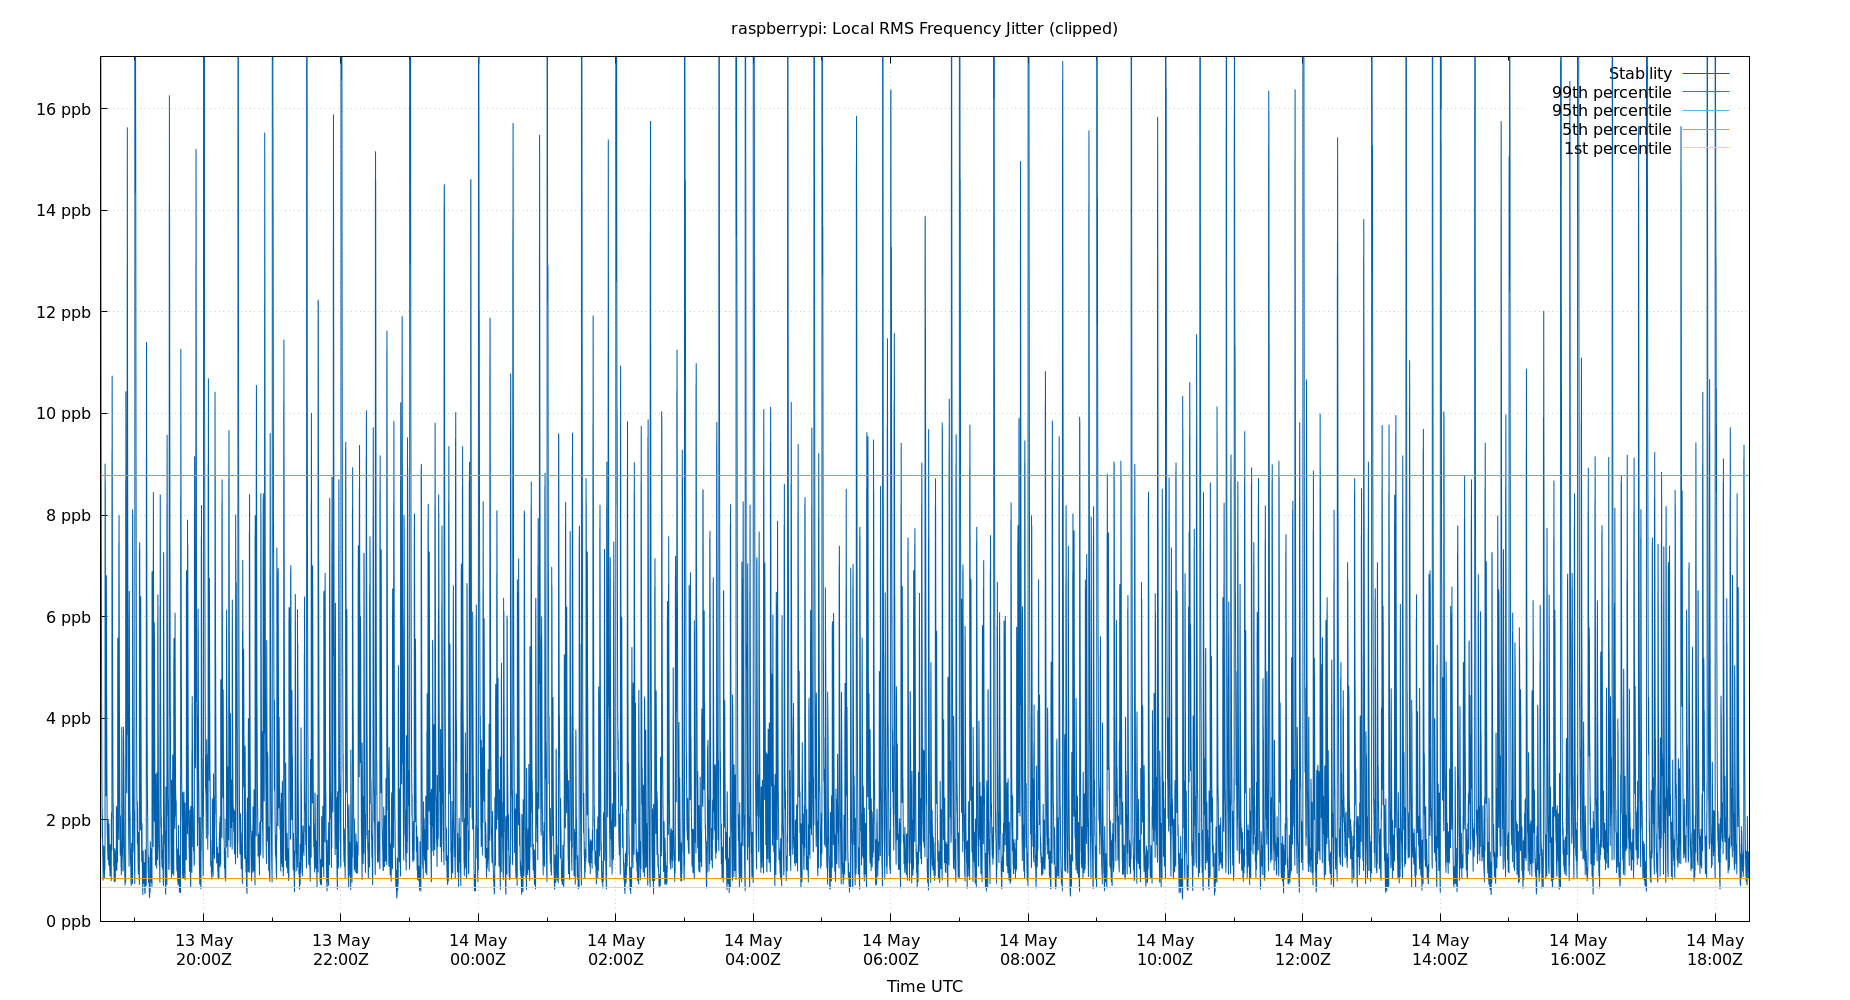 raspberrypi: Local RMS Frequency Jitter (clipped)
Stability
99th percentile
95th percentile
5th percentile
1st percentile
16 ppb
14 ppb
12 ppb
10 ppb
8 ppb
6 ppb
4 ppb
2 ppb
0 ppb
13 May 13 May 14 May 14 May 14 May 14 May 14 May 14 May 14 May 14 May 14 May 14 May
20:00Z 22:00Z 00:00Z 02:00Z 04:00Z 06:00Z 08:00Z 10:00Z 12:00Z 14:00Z 16:00Z 18:00Z
Time UTC